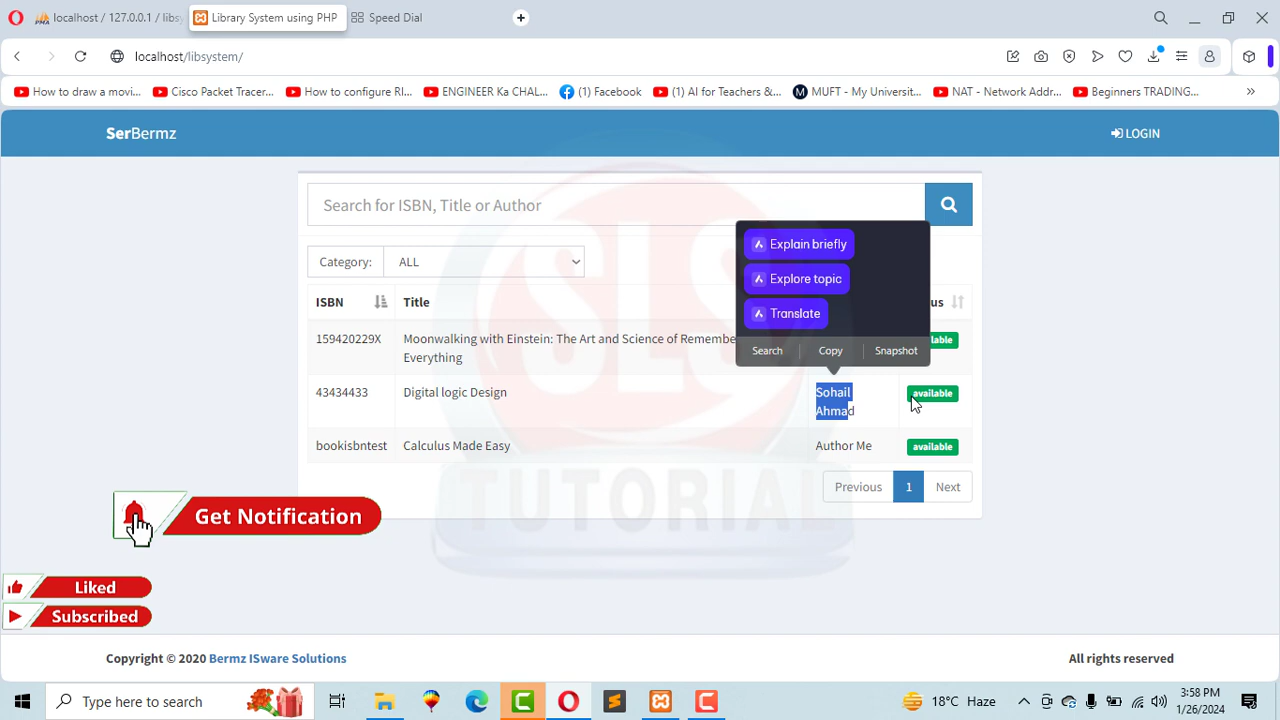 localhost / 127.0.0.1 / libsy
Library System using PHP
Speed Dial
localhost/libsystem/
How to draw a movi...
Cisco Packet Tracer...
How to configure RI...
ENGINEER Ka CHAL...
(1) Facebook
(1) AI for Teachers &...
MUFT - My Universit...
NAT - Network Addr...
Beginners TRADING...
SerBermz
LOGIN
Search for ISBN, Title or Author
Explain briefly
Explore topic
Translate
Search
Copy
Snapshot
Category:
ALL
ISBN
Title
us
159420229X
Moonwalking with Einstein: The Art and Science of Remembe
Everything
lable
43434433
Digital logic Design
Sohail
Ahmad
available
bookisbntest
Calculus Made Easy
Author Me
available
Previous
1
Next
SLS
TUTORIAL
Get Notification
Liked
Subscribed
Copyright © 2020 Bermz ISware Solutions
All rights reserved
Type here to search
18°C Haze
3:58 PM
1/26/2024